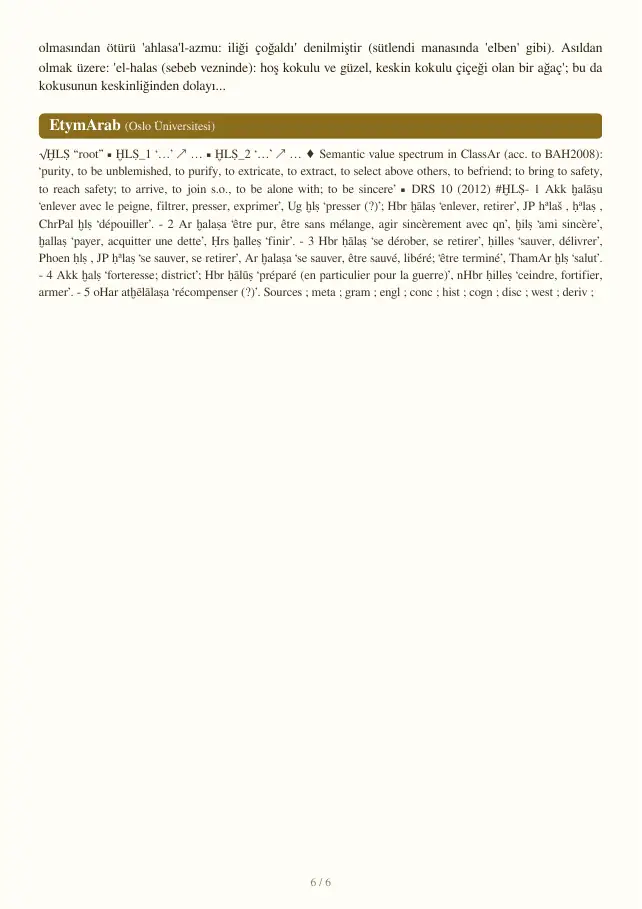 olmasından ötürü 'ahlasa'l-azmu: iliği çoğaldı' denilmiştir (sütlendi manasında 'elben' gibi). Asıldan
olmak üzere: 'el-halas (sebeb vezninde): hoş kokulu ve güzel, keskin kokulu çiçeği olan bir ağaç'; bu da
kokusunun keskinliğinden dolayı...
EtymArab (Oslo Üniversitesi)
√ḪLṢ “root” ▪ ḪLṢ_1 ‘…’ ↗ … ▪ ḪLṢ_2 ‘…’ ↗ … ♦ Semantic value spectrum in ClassAr (acc. to BAH2008):
‘purity, to be unblemished, to purify, to extricate, to extract, to select above others, to befriend; to bring to safety,
to reach safety; to arrive, to join s.o., to be alone with; to be sincere’ ▪ DRS 10 (2012) #ḪLṢ- 1 Akk ḫalāṣu
‘enlever avec le peigne, filtrer, presser, exprimer’, Ug ḫlṣ ‘presser (?)’; Hbr ḥālaṣ ‘enlever, retirer’, JP ḥᵃlaš , ḥᵃlaṣ ,
ChrPal ḥlṣ ‘dépouiller’. - 2 Ar ḫalaṣa ‘être pur, être sans mélange, agir sincèrement avec qn’, ḫilṣ ‘ami sincère’,
ḫallaṣ ‘payer, acquitter une dette’, Ḥrs ḫalleṣ ‘finir’. - 3 Hbr ḥālaṣ ‘se dérober, se retirer’, ḥilles ‘sauver, délivrer’,
Phoen ḥlṣ , JP ḥᵃlaṣ ‘se sauver, se retirer’, Ar ḫalaṣa ‘se sauver, être sauvé, libéré; ‘être terminé’, ThamAr ḫlṣ ‘salut’.
- 4 Akk ḫalṣ ‘forteresse; district’; Hbr ḥālūṣ ‘préparé (en particulier pour la guerre)’, nHbr ḥilleṣ ‘ceindre, fortifier,
armer’. - 5 oHar atḫēlālaṣa ‘récompenser (?)’. Sources ; meta ; gram ; engl ; conc ; hist ; cogn ; disc ; west ; deriv ;
6 / 6